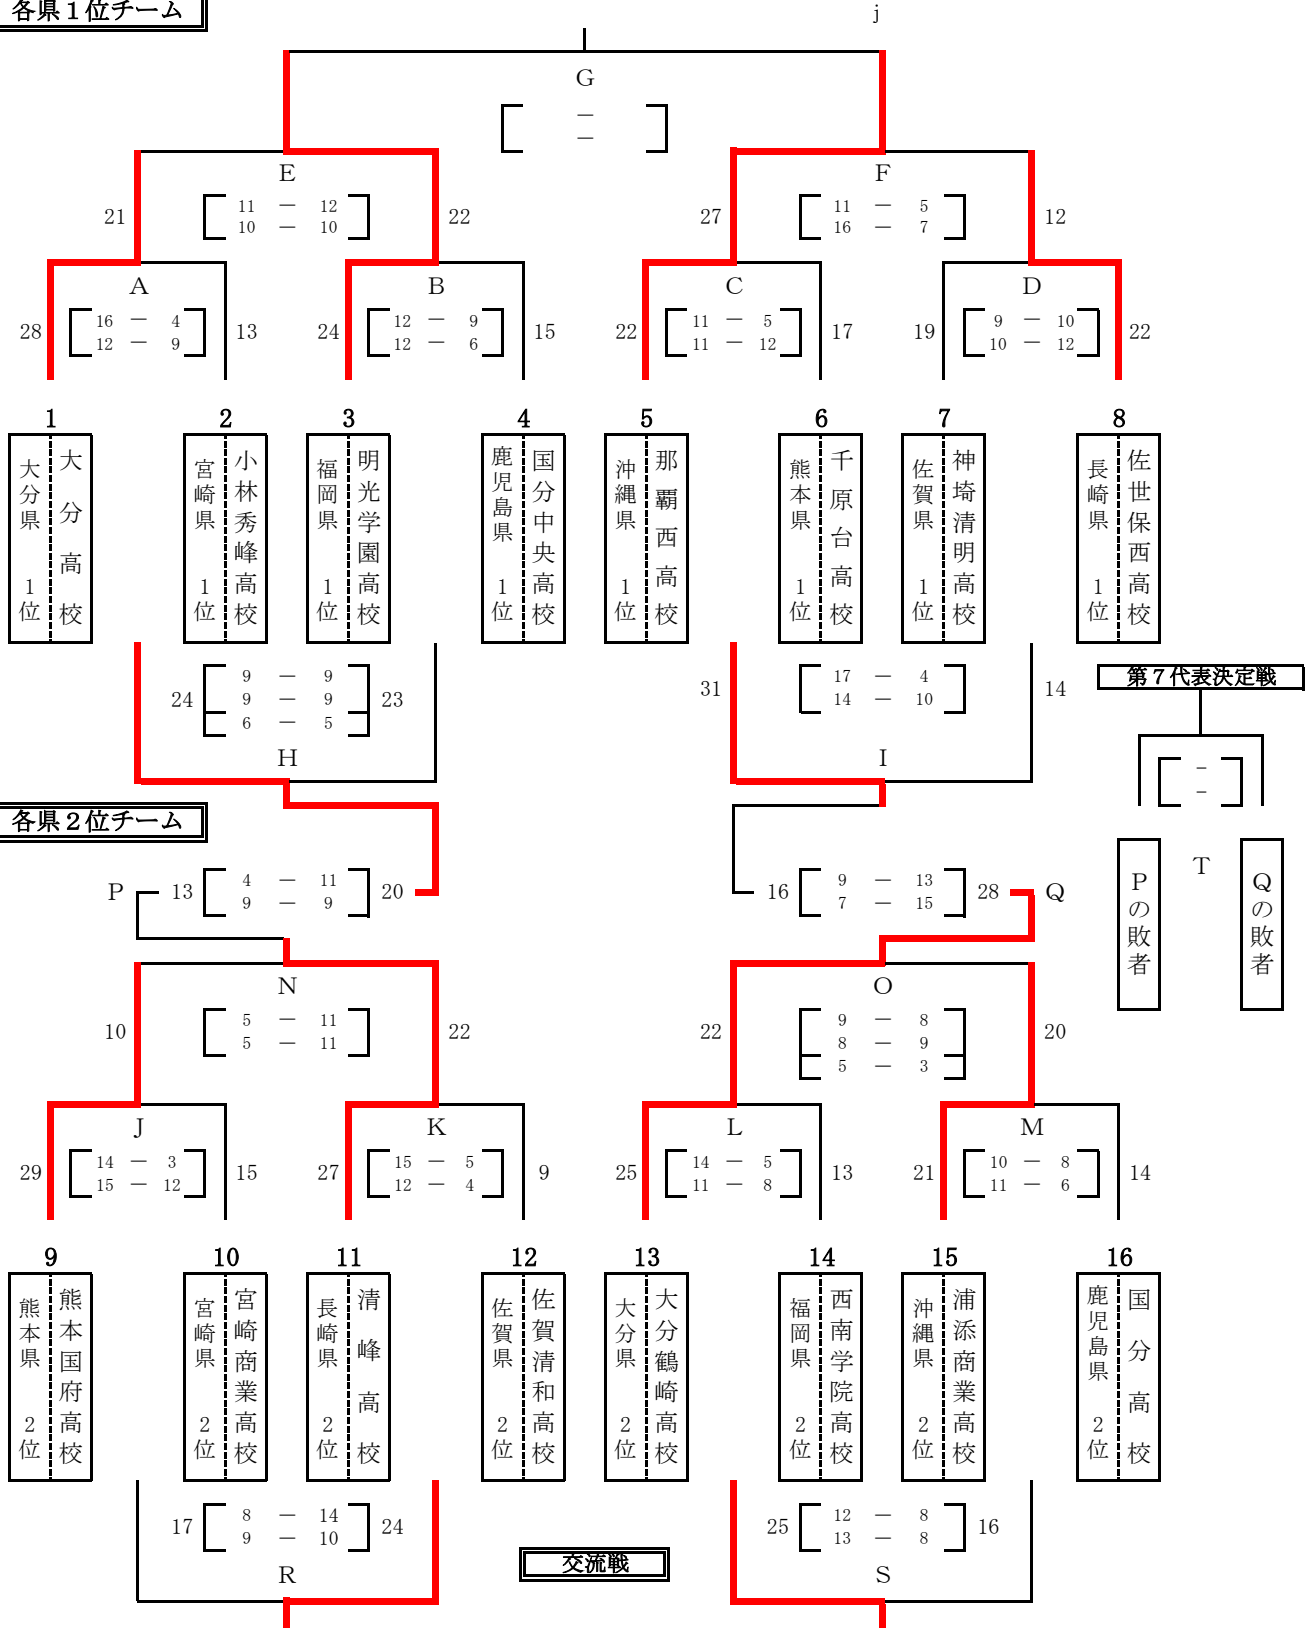 各県１位チーム
j
G
－
－
E
F
21
11 － 12
10 － 10
22
27
11 － 5
16 － 7
12
A
B
C
D
28
16 － 4
12 － 9
13
24
12 － 9
12 － 6
15
22
11 － 5
11 － 12
17
19
9 － 10
10 － 12
22
1
2
3
4
5
6
7
8
大分県　1位
大分高校
宮崎県　1位
小林秀峰高校
福岡県　1位
明光学園高校
鹿児島県　1位
国分中央高校
沖縄県　1位
那覇西高校
熊本県　1位
千原台高校
佐賀県　1位
神埼清明高校
長崎県　1位
佐世保西高校
24
9 － 9
9 － 9
6 － 5
23
H
31
17 － 4
14 － 10
14
I
第７代表決定戦
－
－
T
Pの敗者
Qの敗者
各県２位チーム
P
13
4 － 11
9 － 9
20
16
9 － 13
7 － 15
28
Q
N
O
10
5 － 11
5 － 11
22
22
9 － 8
8 － 9
5 － 3
20
J
K
L
M
29
14 － 3
15 － 12
15
27
15 － 5
12 － 4
9
25
14 － 5
11 － 8
13
21
10 － 8
11 － 6
14
9
10
11
12
13
14
15
16
熊本県　2位
熊本国府高校
宮崎県　2位
宮崎商業高校
長崎県　2位
清峰高校
佐賀県　2位
佐賀清和高校
大分県　2位
大分鶴崎高校
福岡県　2位
西南学院高校
沖縄県　2位
浦添商業高校
鹿児島県　2位
国分高校
17
8 － 14
9 － 10
24
R
交流戦
25
12 － 8
13 － 8
16
S